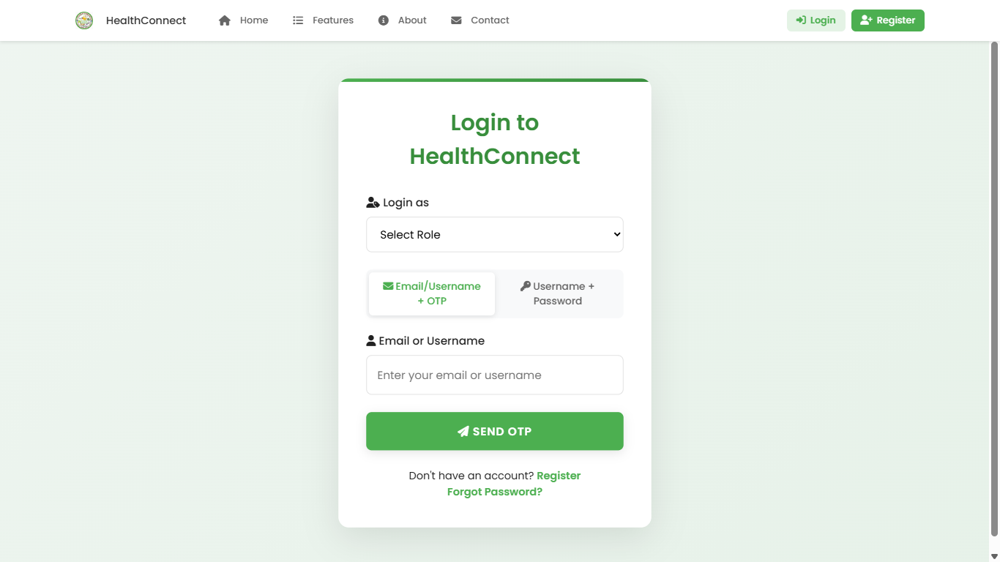 HealthConnect
Home
Features
About
Contact
Login
Register
Login to
HealthConnect
Login as
Select Role
Email/Username
+ OTP
Username +
Password
Email or Username
Enter your email or username
SEND OTP
Don't have an account? Register
Forgot Password?